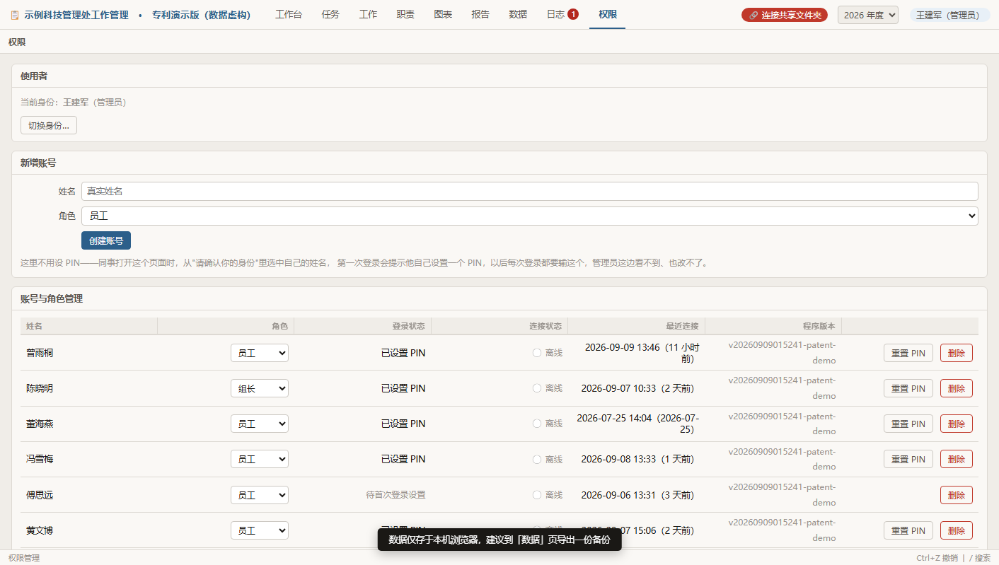 📋 示例科技管理处工作管理 • 专利演示版（数据虚构） 工作台 任务 工作 职责 图表 报告 数据 日志 1 权限 🔗 连接共享文件夹 2026 年度 王建军（管理员）
权限
使用者
当前身份：王建军（管理员）
切换身份...
新增账号
姓名 真实姓名
角色 员工
创建账号
这里不用设 PIN——同事打开这个页面时，从"请确认你的身份"里选中自己的姓名， 第一次登录会提示他自己设置一个 PIN，以后每次登录都要输这个，管理员这边看不到、也改不了。
账号与角色管理
姓名 角色 登录状态 连接状态 最近连接 程序版本
曾雨桐 员工 已设置 PIN 离线 2026-09-09 13:46（11 小时
前） v20260909015241-patent-
demo 重置 PIN 删除
陈晓明 组长 已设置 PIN 离线 2026-09-07 10:33（2 天前） v20260909015241-patent-
demo 重置 PIN 删除
董海燕 员工 已设置 PIN 离线 2026-07-25 14:04（2026-07-
25） v20260909015241-patent-
demo 重置 PIN 删除
冯雪梅 员工 已设置 PIN 离线 2026-09-08 13:33（1 天前） v20260909015241-patent-
demo 重置 PIN 删除
傅思远 员工 待首次登录设置 离线 2026-09-06 13:31（3 天前） v20260909015241-patent-
demo 删除
黄文博 员工 07 15:06（2 天前） v20260909015241-patent-
demo 重置 PIN 删除
数据仅存于本机浏览器，建议到「数据」页导出一份备份
权限管理 Ctrl+Z 撤销 | / 搜索